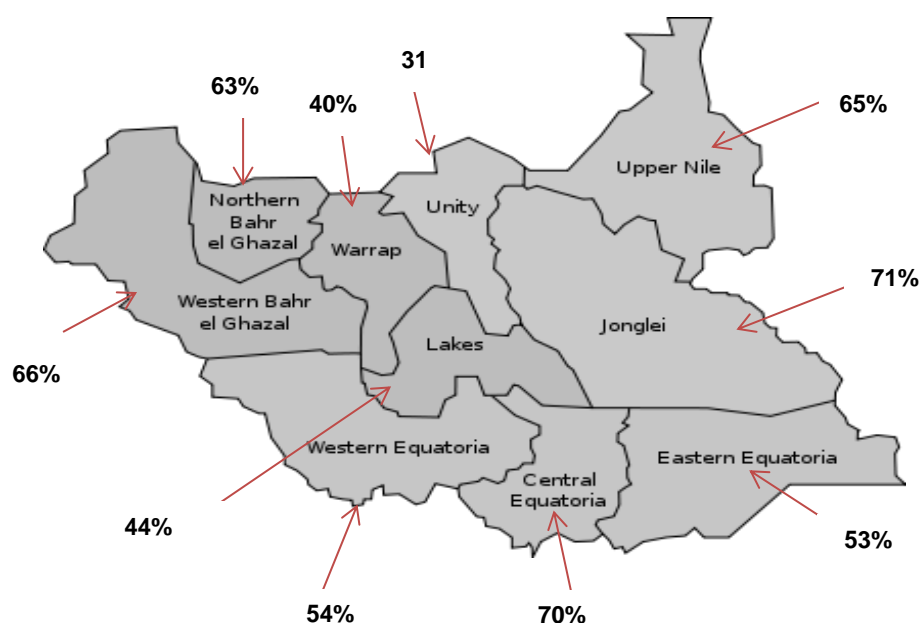 31
63%
40%
65%
Upper Nile
Northern
Bahr
el Ghazal
Unity
Warrap
71%
Western Bahr
el Ghazal
Jonglei
Lakes
66%
Western Equatoria
Eastern Equatoria
Central
Equatoria
44%
53%
54%
70%